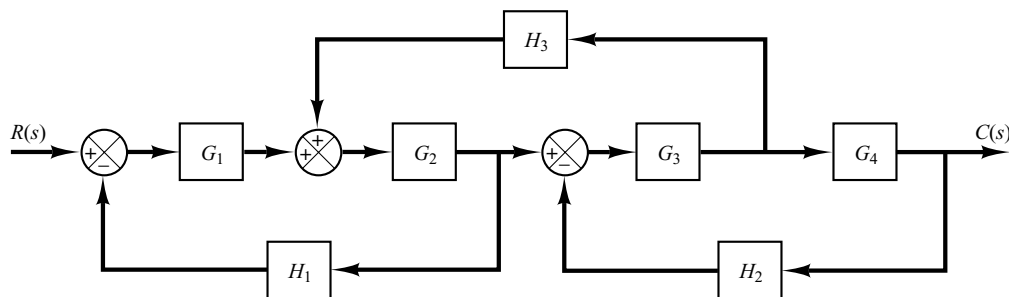 H₃
R(s)
C(s)
+
−
G₁
+
+
G₂
+
−
G₃
G₄
H₁
H₂